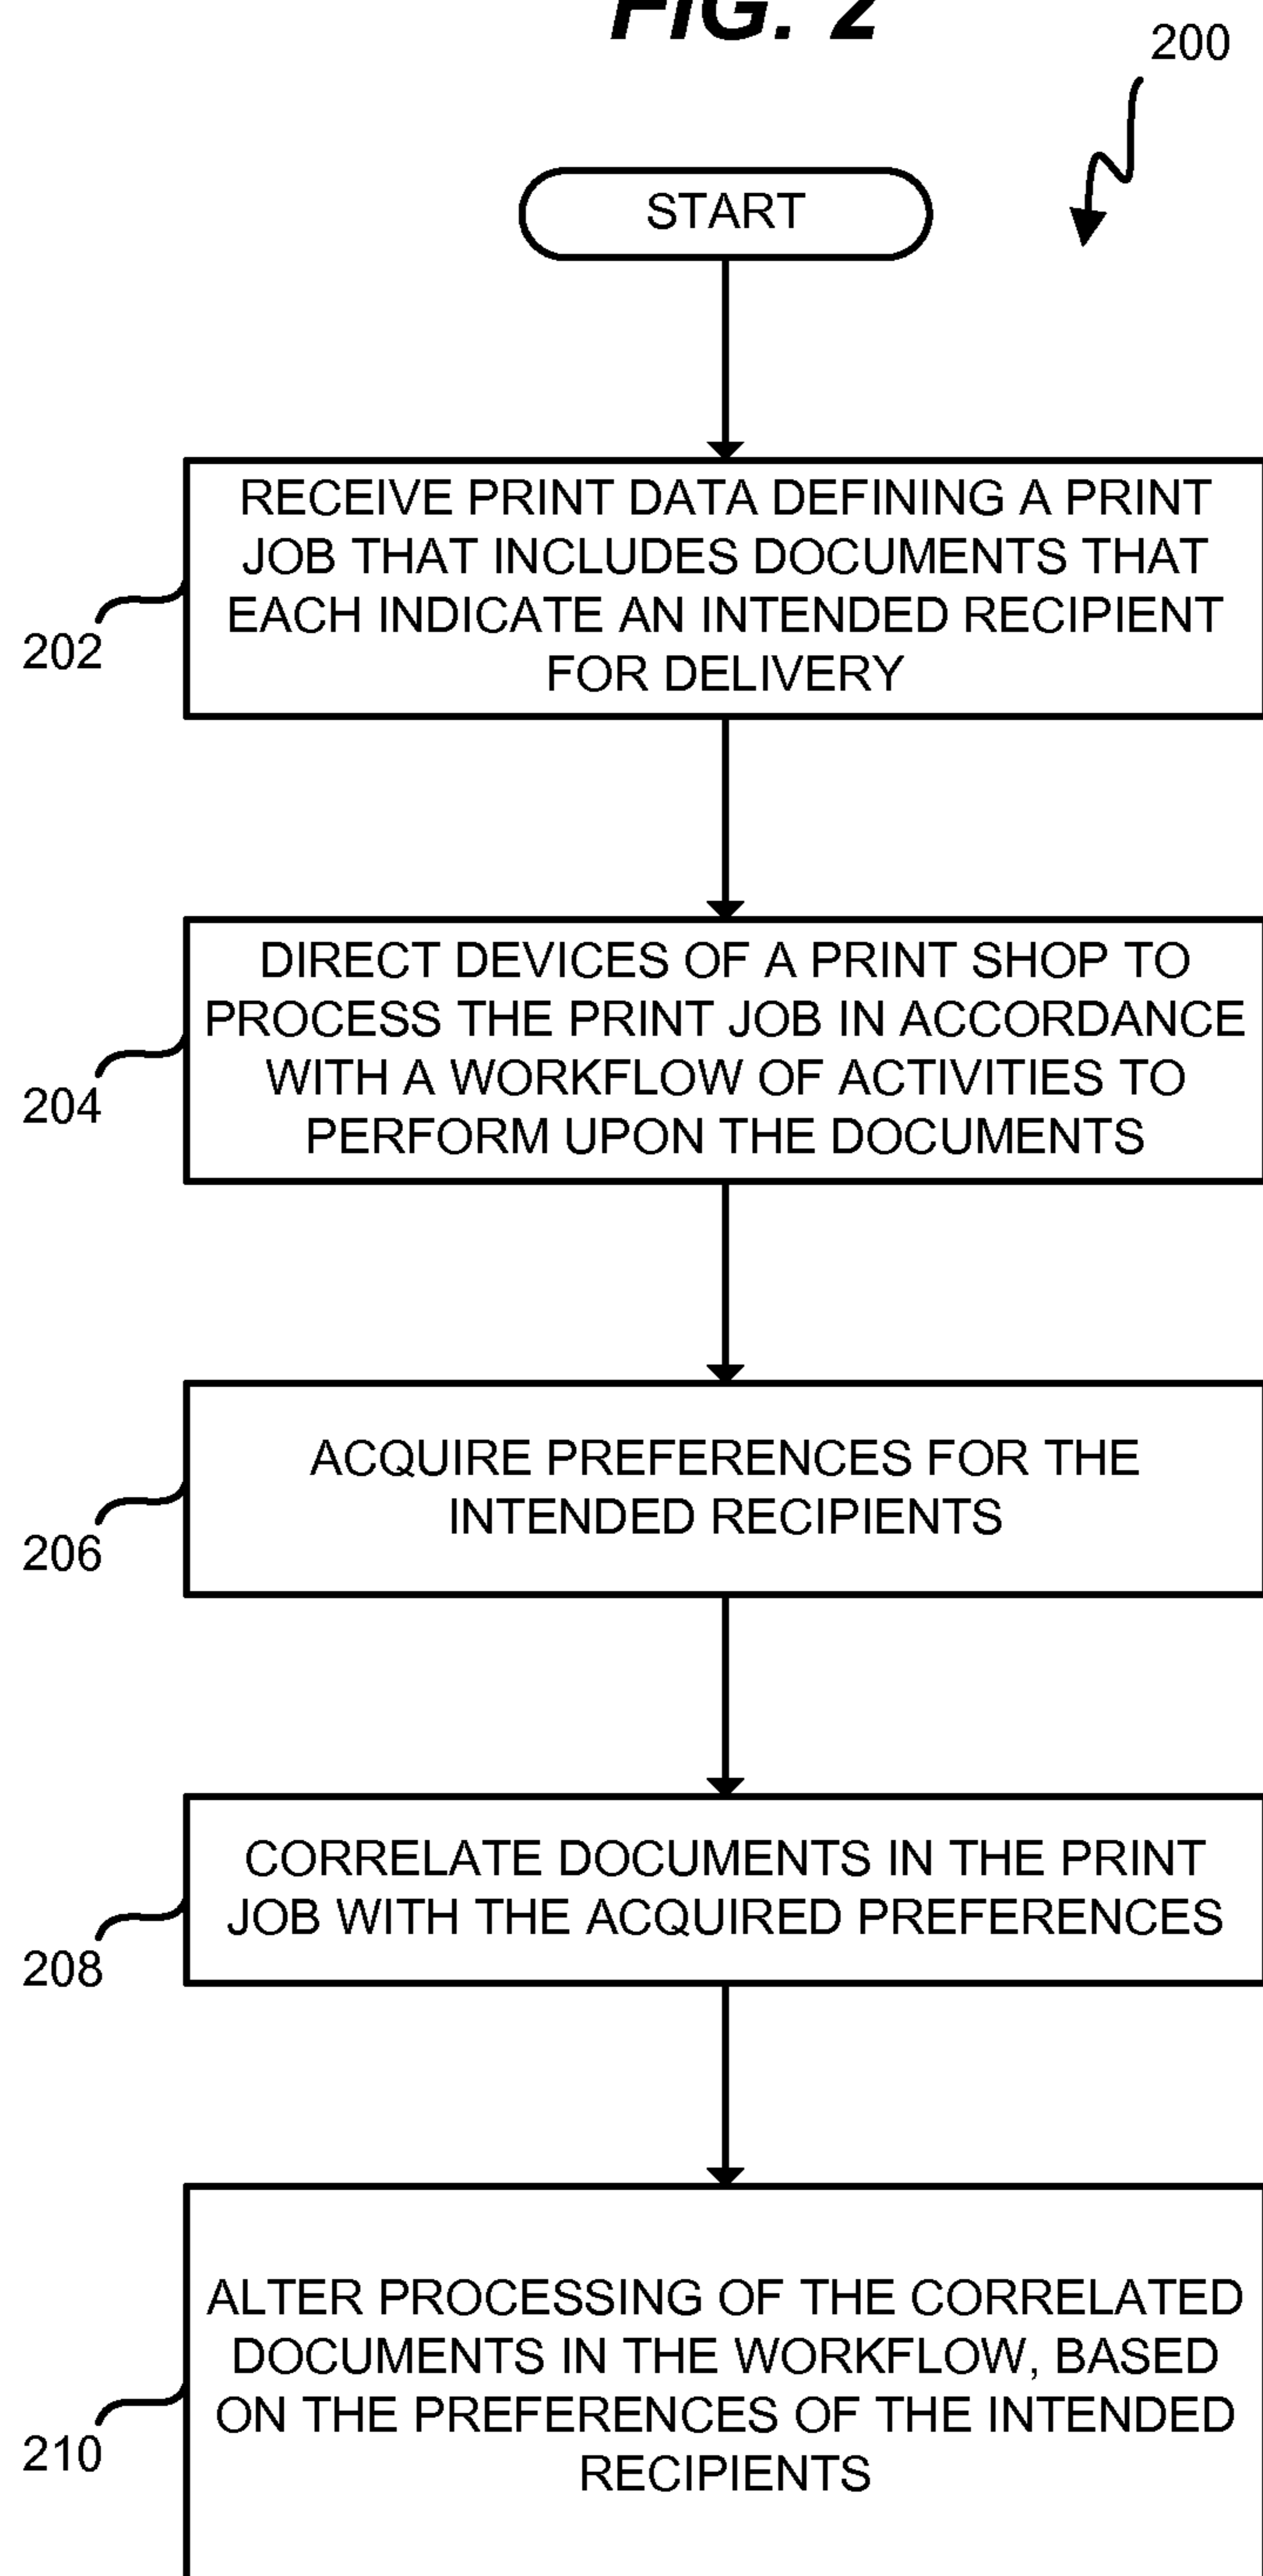 FIG. 2
200
START
RECEIVE PRINT DATA DEFINING A PRINT
JOB THAT INCLUDES DOCUMENTS THAT
EACH INDICATE AN INTENDED RECIPIENT
FOR DELIVERY
202
DIRECT DEVICES OF A PRINT SHOP TO
PROCESS THE PRINT JOB IN ACCORDANCE
WITH A WORKFLOW OF ACTIVITIES TO
PERFORM UPON THE DOCUMENTS
204
ACQUIRE PREFERENCES FOR THE
INTENDED RECIPIENTS
206
CORRELATE DOCUMENTS IN THE PRINT
JOB WITH THE ACQUIRED PREFERENCES
208
ALTER PROCESSING OF THE CORRELATED
DOCUMENTS IN THE WORKFLOW, BASED
ON THE PREFERENCES OF THE INTENDED
RECIPIENTS
210